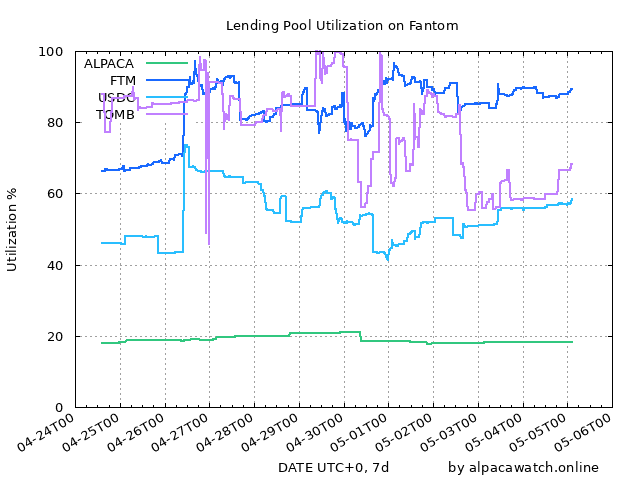 Lending Pool Utilization on Fantom
100
80
60
40
20
0
Utilization %
ALPACA
FTM
USDC
TOMB
04-24T00
04-25T00
04-26T00
04-27T00
04-28T00
04-29T00
04-30T00
05-01T00
05-02T00
05-03T00
05-04T00
05-05T00
05-06T00
DATE UTC+0, 7d
by alpacawatch.online